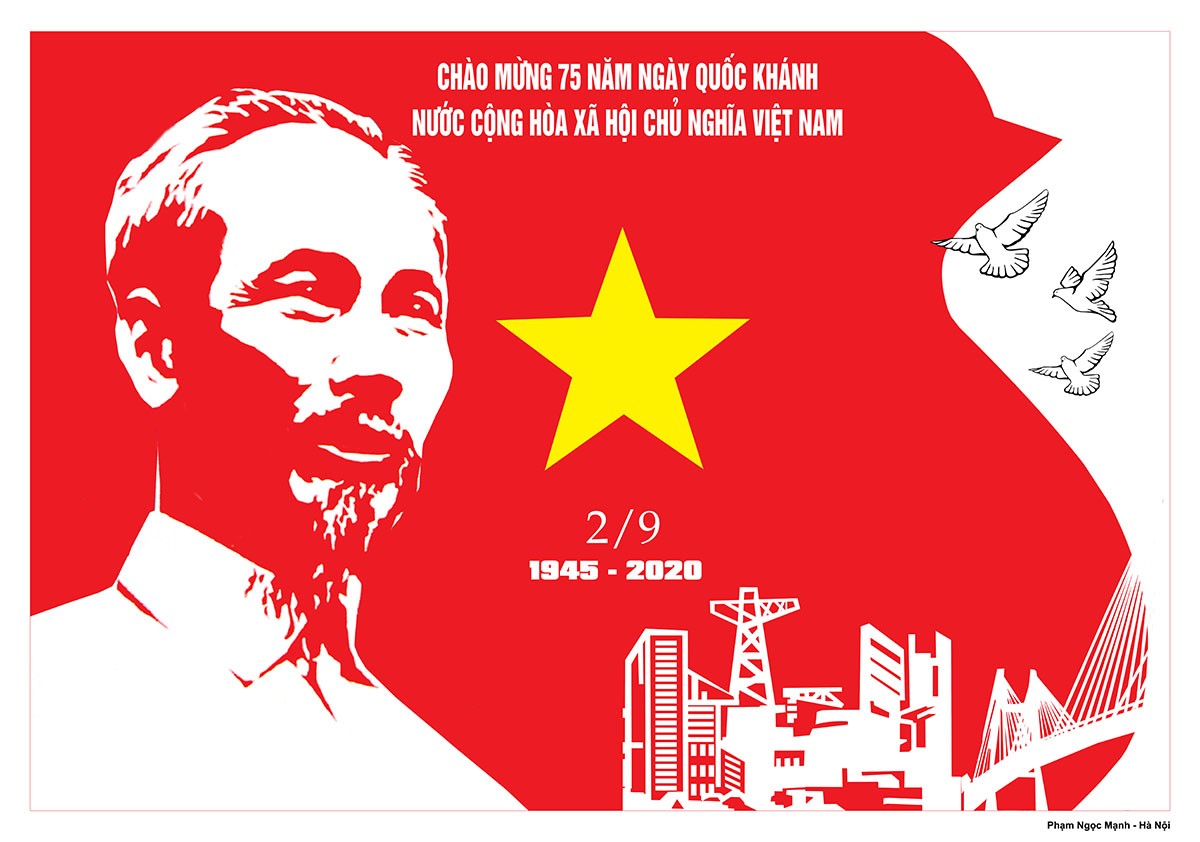 CHÀO MỪNG 75 NĂM NGÀY QUỐC KHÁNH
NƯỚC CỘNG HÒA XÃ HỘI CHỦ NGHĨA VIỆT NAM
2/9
1945 - 2020
Phạm Ngọc Mạnh - Hà Nội